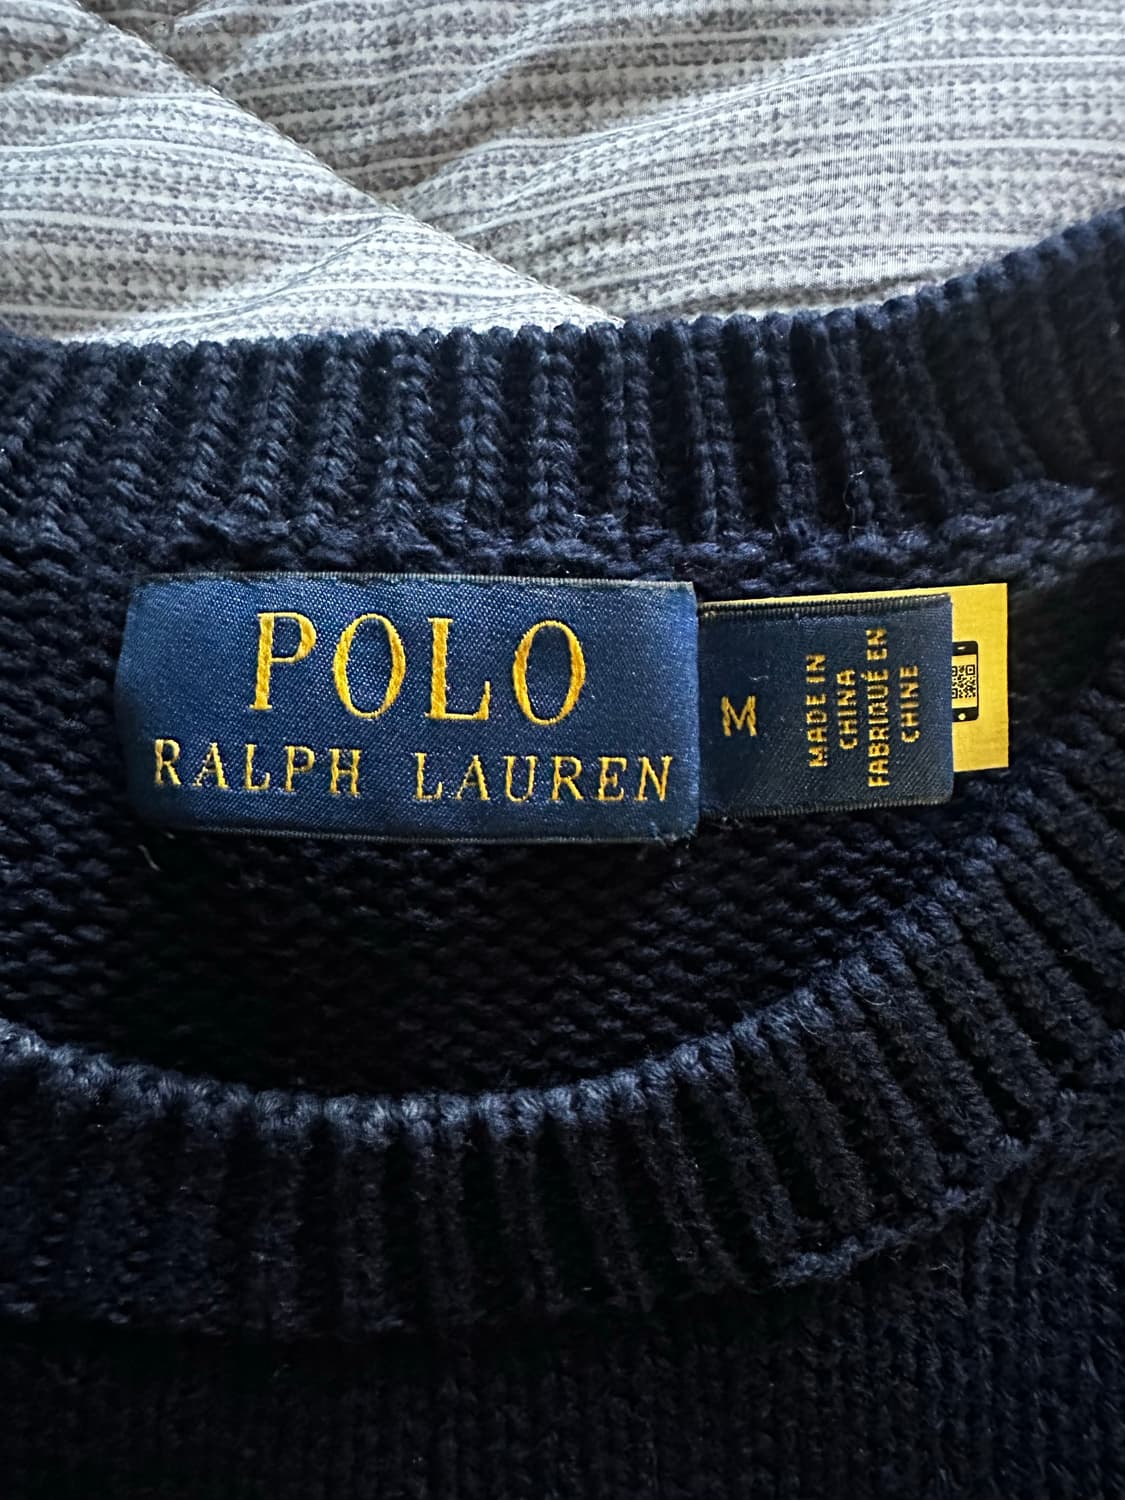 POLO
RALPH LAUREN
M
MADE IN
CHINA
FABRIQUÉ EN
CHINE